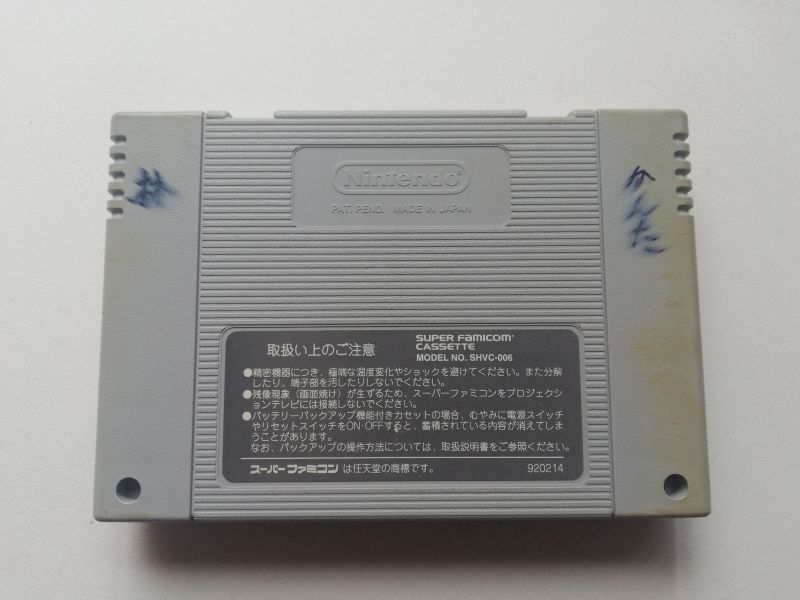 Nintendo
PAT. PEND. MADE IN JAPAN
林
かんた
取扱い上のご注意
SUPER FAMICOM
CASSETTE
MODEL NO. SHVC-006
●精密機器につき、極端な温度変化やショックを避けてください。また分解
したり、端子部を汚したりしないでください。
●残像現象（画面焼け）が生ずるため、スーパーファミコンをプロジェクシ
ョンテレビには接続しないでください。
●バッテリーバックアップ機能付きカセットの場合、むやみに電源スイッチ
やリセットスイッチをON・OFFすると、蓄積されている内容が消えてしま
うことがあります。
なお、バックアップの操作方法については、取扱説明書をご参照ください。
スーパーファミコン は任天堂の商標です。
920214